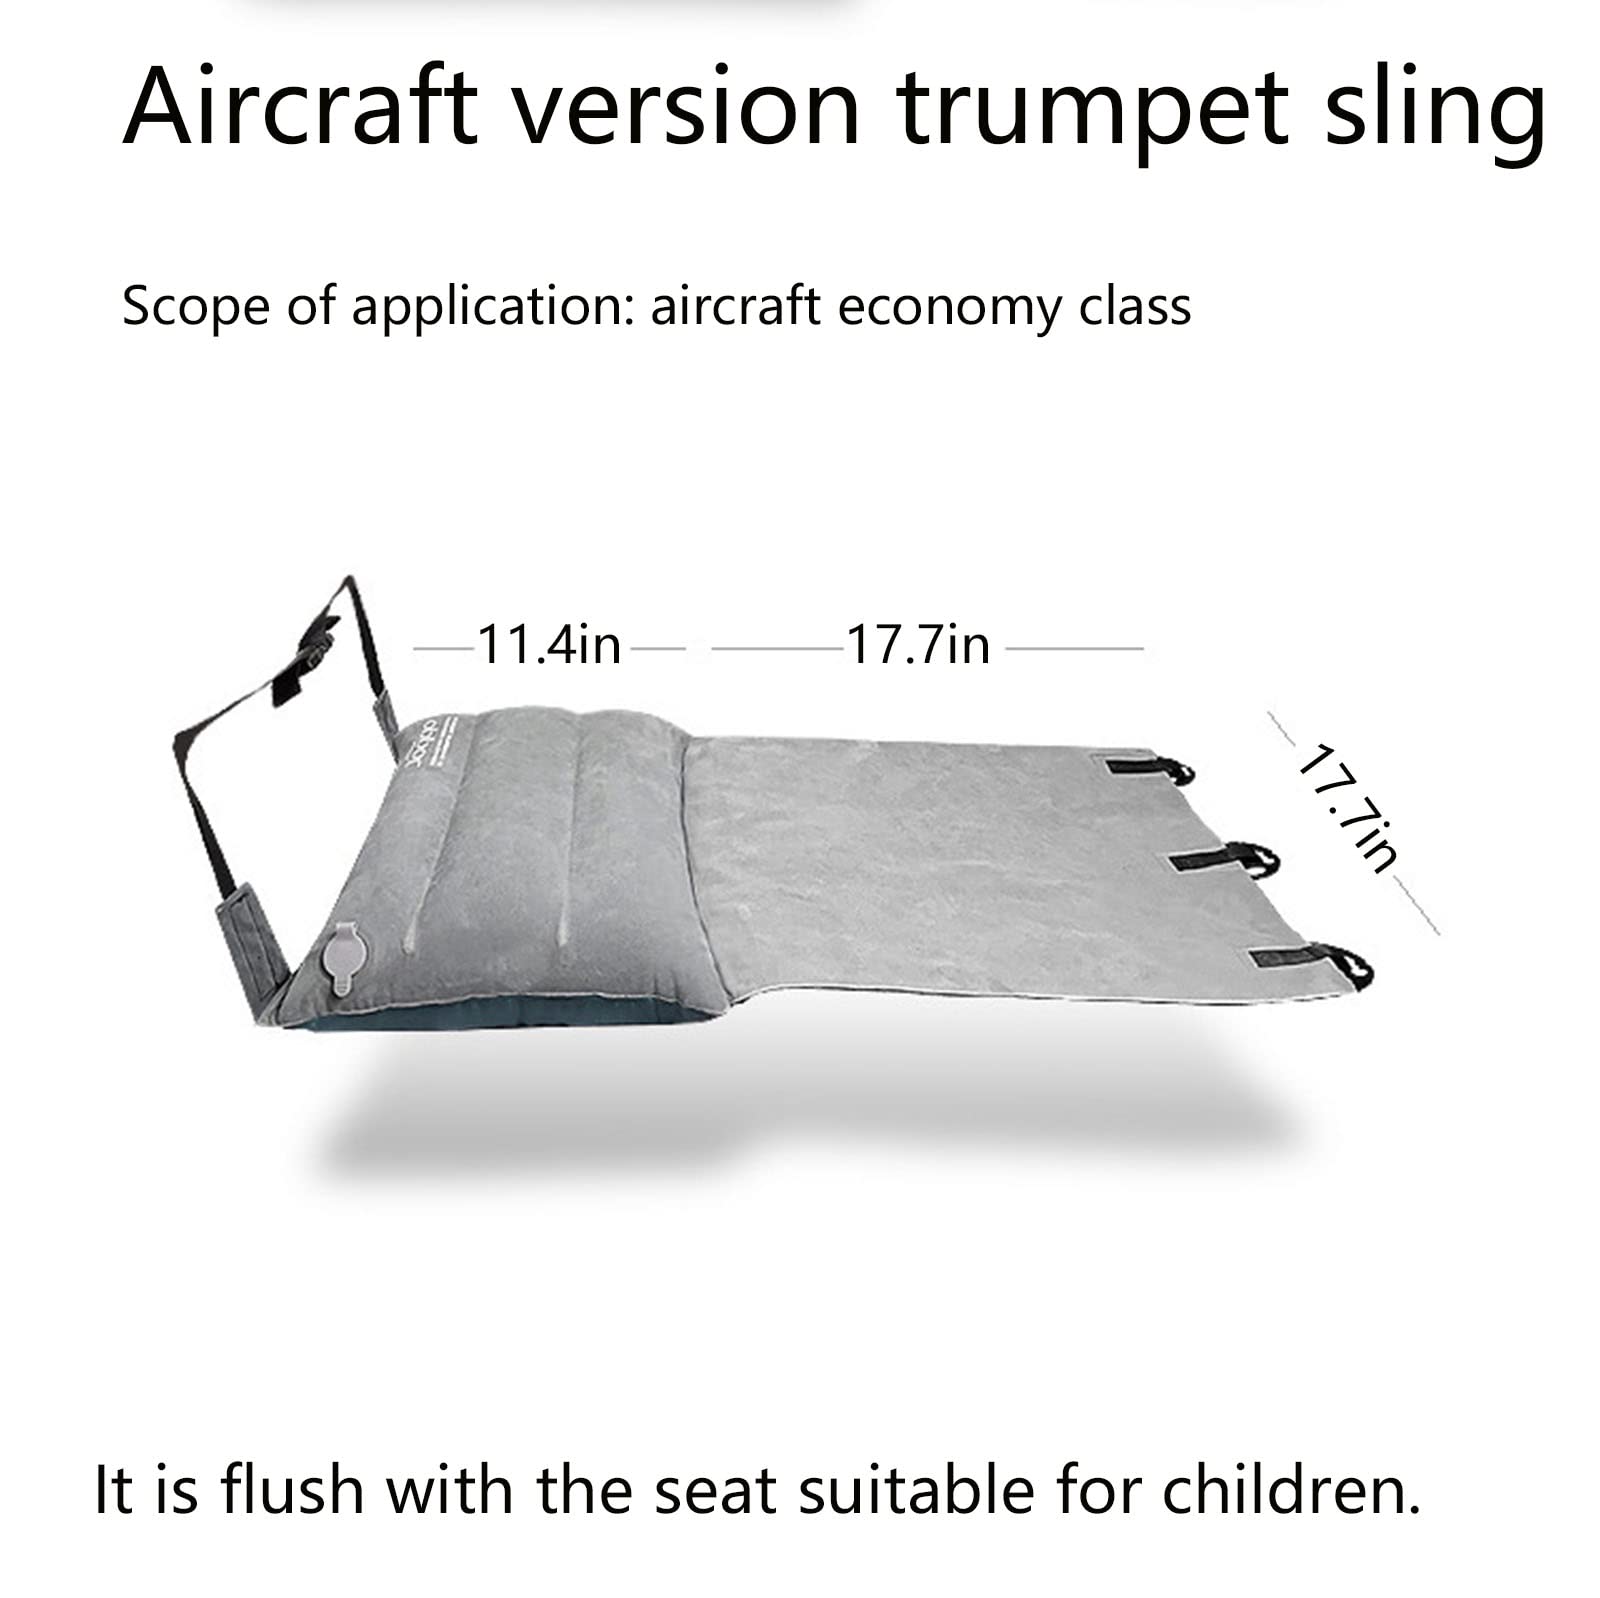 Aircraft version trumpet sling
Scope of application: aircraft economy class
11.4in
17.7in
17.7in
It is flush with the seat suitable for children.